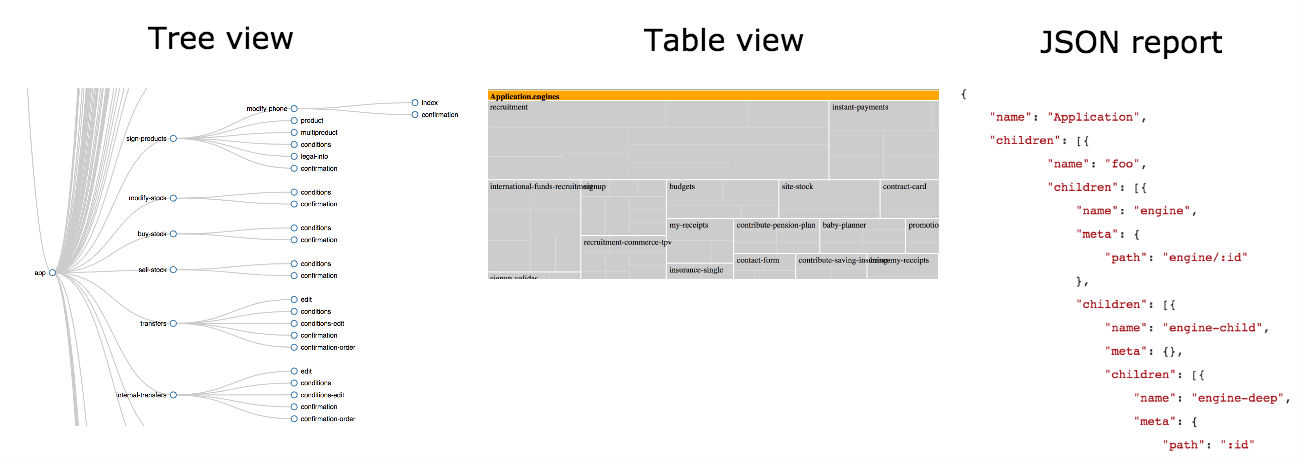 Tree view
modify-phone
index
confirmation
sign-products
product
multiproduct
conditions
legal-info
confirmation
modify-stock
conditions
confirmation
buy-stock
conditions
confirmation
app
sell-stock
conditions
confirmation
transfers
edit
conditions
conditions-edit
confirmation
confirmation-order
internal-transfers
edit
conditions
conditions-edit
confirmation
confirmation-order
Table view
Application.engines
recruitment
instant-payments
international-funds-recruitment
signup
budgets
site-stock
contract-card
my-receipts
contribute-pension-plan
baby-planner
promotio
recruitment-commerce-tpv
insurance-single
contact-form
contribute-saving-insurance
my-receipts
JSON report
{
"name": "Application",
"children": [{
"name": "foo",
"children": [{
"name": "engine",
"meta": {
"path": "engine/:id"
},
"children": [{
"name": "engine-child",
"meta": {},
"children": [{
"name": "engine-deep",
"meta": {
"path": ":id"